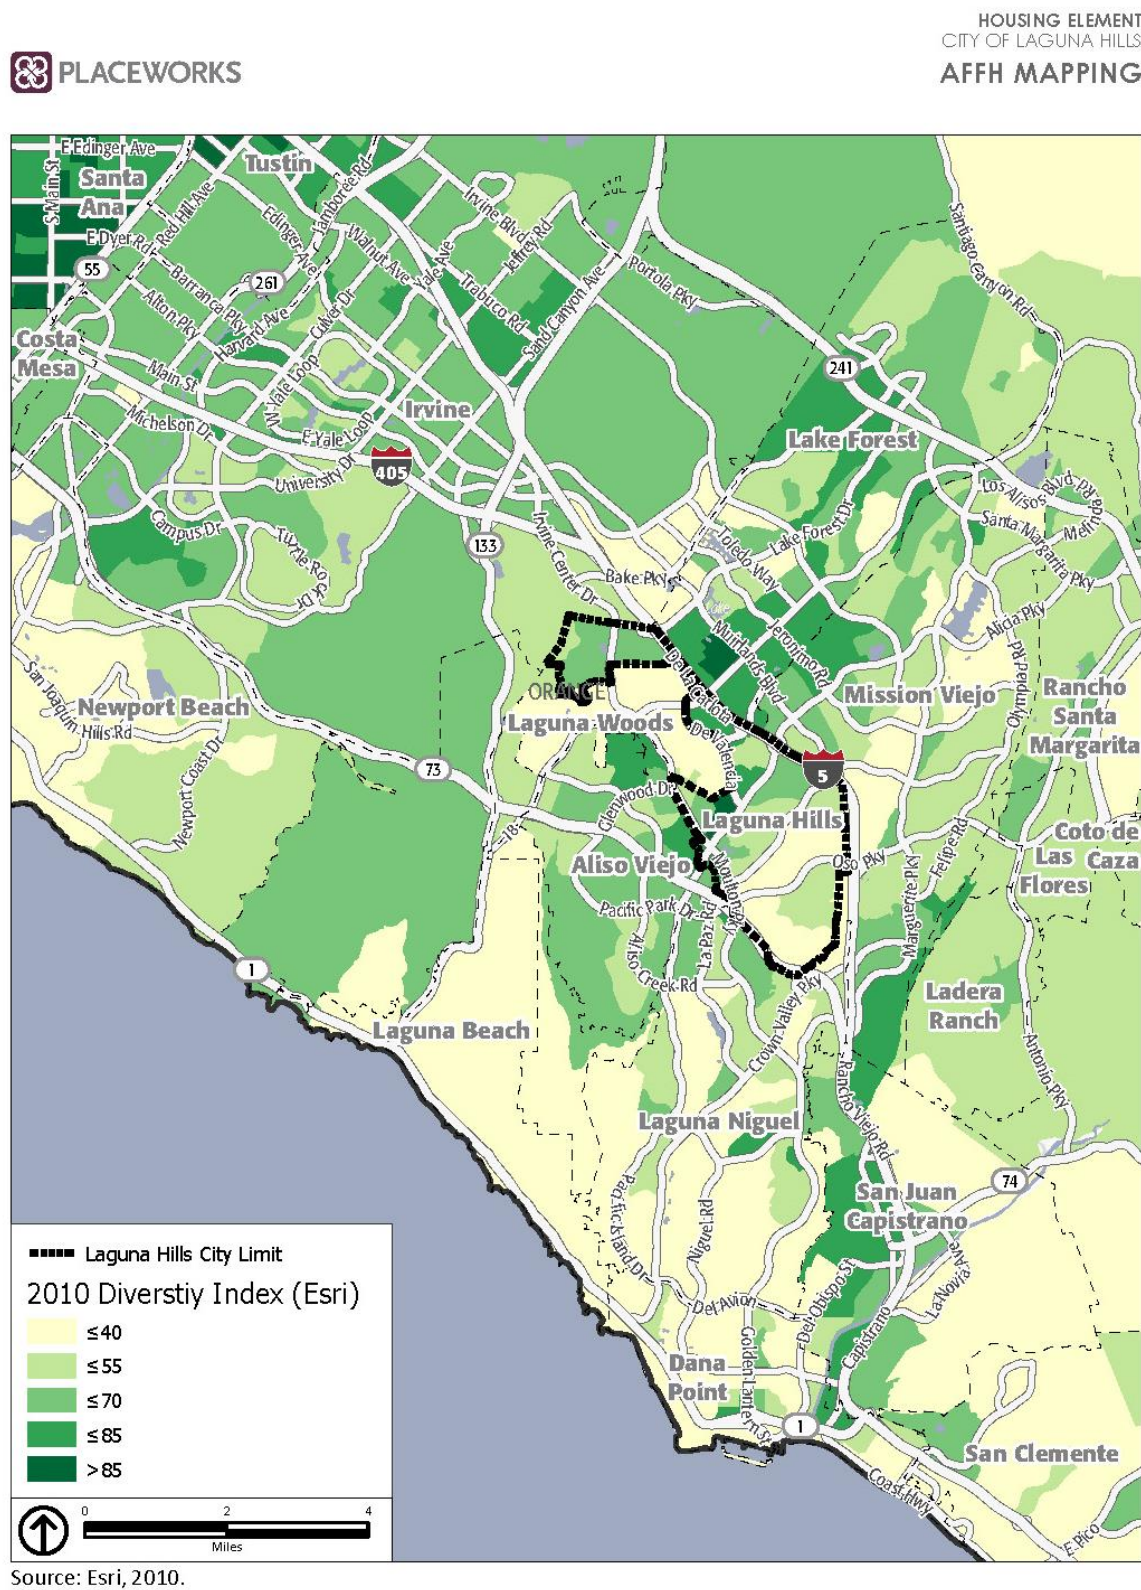 HOUSING ELEMENT
CITY OF LAGUNA HILLS
AFFH MAPPING
PLACEWORKS
E Edinger Ave
Santa
Ana
S Main St
Tustin
Red Hill Ave
Jamboree Rd
Edinger Ave
E Dyer Rd
55
261
Barranca Pky
Alton Pky
Harvard Ave
Culver Dr
Walnut Ave
Yale Ave
Irvine Blvd
Jeffrey Rd
Trabuco Rd
Sand Canyon Ave
Portola Pky
Santiago Canyon Rd
Costa
Mesa
Main St
W Yale Loop
E Yale Loop
Michelson Dr
Irvine
405
University Dr
Campus Dr
Turtle Rock Dr
133
Irvine Center Dr
241
Lake Forest
Los Alisos Blvd
Santa Margarita Pky
Melinda Rd
Lake Forest Dr
Toledo Way
Bake Pky
Lake
Muirlands Blvd
Jeronimo Rd
Alicia Pky
Olympiad Rd
De La Carlota
ORANGE
Laguna Woods
Mission Viejo
Rancho
Santa
Margarita
San Joaquin Hills Rd
Newport Beach
Newport Coast Dr
73
De Valencia
5
Glenwood Dr
Laguna Hills
18
Aliso Viejo
Moulton Pky
Oso Pky
Felipe Rd
Marguerite Pky
Coto de
Caza
Las
Flores
Pacific Park Dr
La Paz Rd
Aliso Creek Rd
1
Crown Valley Pky
Ladera
Ranch
Antonio Pky
Laguna Beach
Laguna Niguel
Rancho Viejo Rd
74
San Juan
Capistrano
Pacific Island Dr
Niguel Rd
Del Obispo St
La Novia Ave
Del Avion
Golden Lantern St
Capistrano
Dana
Point
1
San Clemente
Coast Hwy
E Pico
Laguna Hills City Limit
2010 Diverstiy Index (Esri)
≤40
≤55
≤70
≤85
>85
0 2 4
Miles
Source: Esri, 2010.